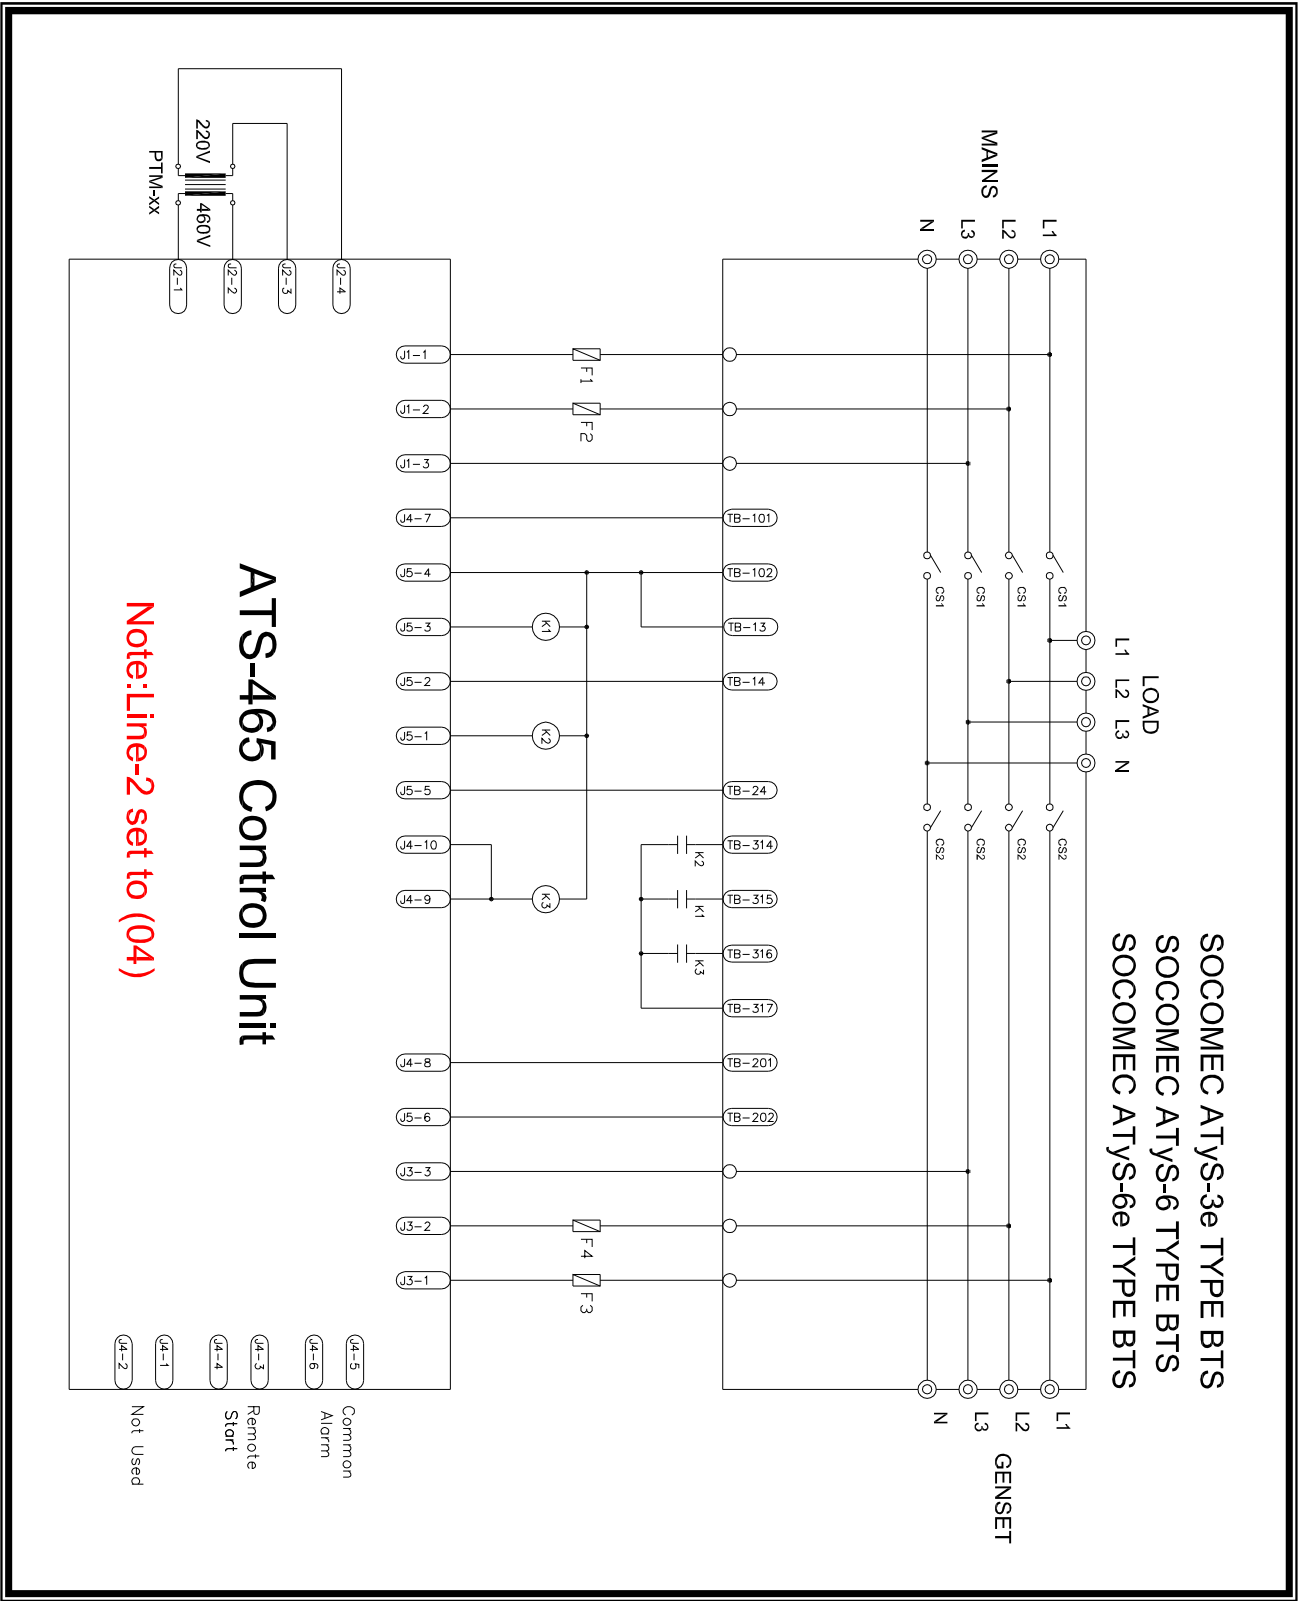 SOCOMEC ATyS-3e TYPE BTS
SOCOMEC ATyS-6 TYPE BTS
SOCOMEC ATyS-6e TYPE BTS
MAINS
LOAD
GENSET
L1
L2
L3
N
L1
L2
L3
N
L1
L2
L3
N
CS1
CS1
CS1
CS1
CS2
CS2
CS2
CS2
TB-101
TB-102
TB-13
TB-14
TB-24
TB-314
TB-315
TB-316
TB-317
TB-201
TB-202
K2
K1
K3
F1
F2
F4
F3
K1
K2
K3
J1-1
J1-2
J1-3
J4-7
J5-4
J5-3
J5-2
J5-1
J5-5
J4-10
J4-9
J4-8
J5-6
J3-3
J3-2
J3-1
J2-4
J2-3
J2-2
J2-1
220V
460V
PTM-xx
ATS-465 Control Unit
Note:Line-2 set to (04)
J4-5
J4-6
Common
Alarm
J4-3
J4-4
Remote
Start
J4-1
J4-2
Not Used